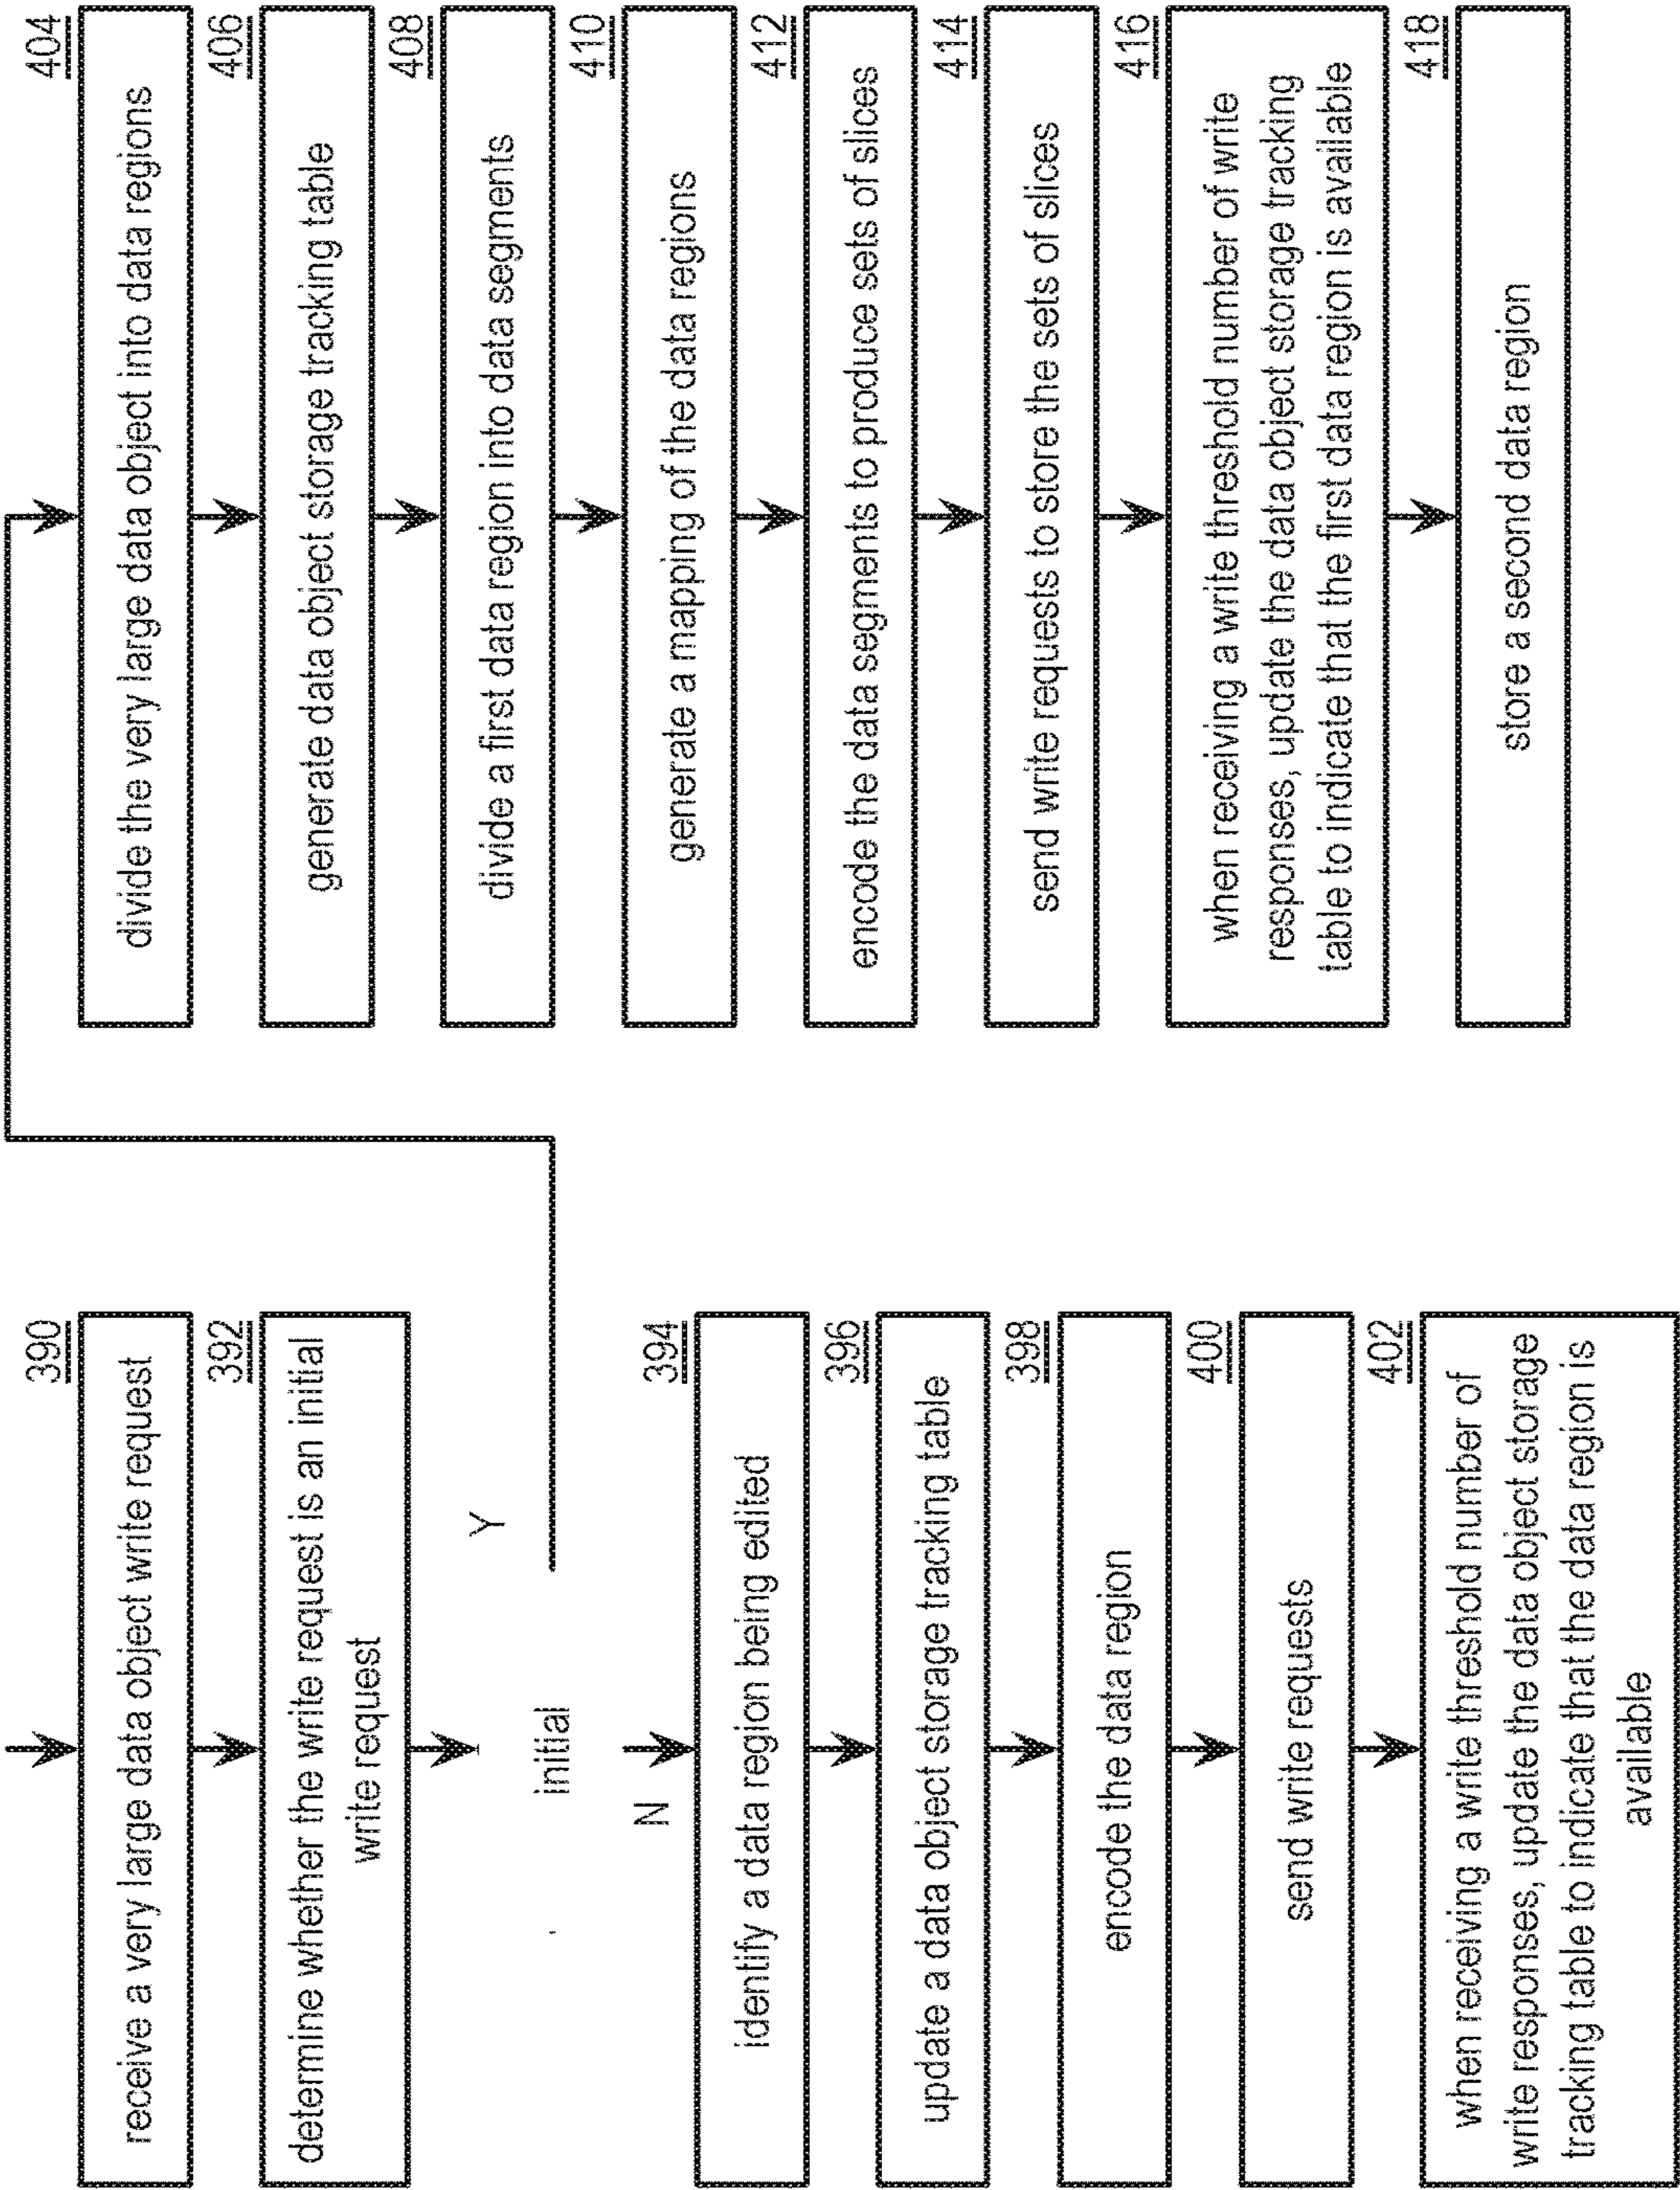 390
receive a very large data object write request
392
determine whether the write request is an initial
write request
initial
Y
N
394
identify a data region being edited
396
update a data object storage tracking table
398
encode the data region
400
send write requests
402
when receiving a write threshold number of
write responses, update the data object storage
tracking table to indicate that the data region is
available
404
divide the very large data object into data regions
406
generate data object storage tracking table
408
divide a first data region into data segments
410
generate a mapping of the data regions
412
encode the data segments to produce sets of slices
414
send write requests to store the sets of slices
416
when receiving a write threshold number of write
responses, update the data object storage tracking
table to indicate that the first data region is available
418
store a second data region